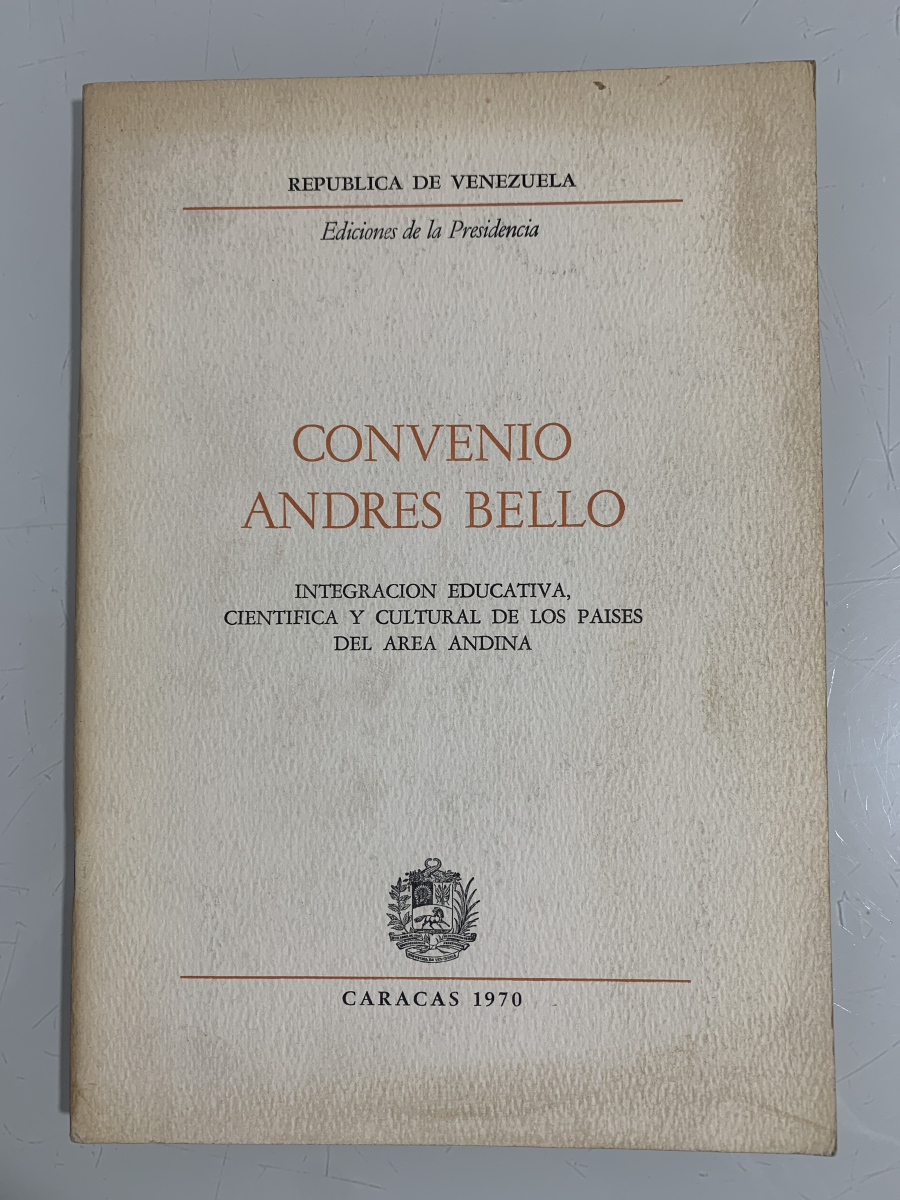 REPUBLICA DE VENEZUELA
Ediciones de la Presidencia
CONVENIO
ANDRES BELLO
INTEGRACION EDUCATIVA,
CIENTIFICA Y CULTURAL DE LOS PAISES
DEL AREA ANDINA
CARACAS 1970